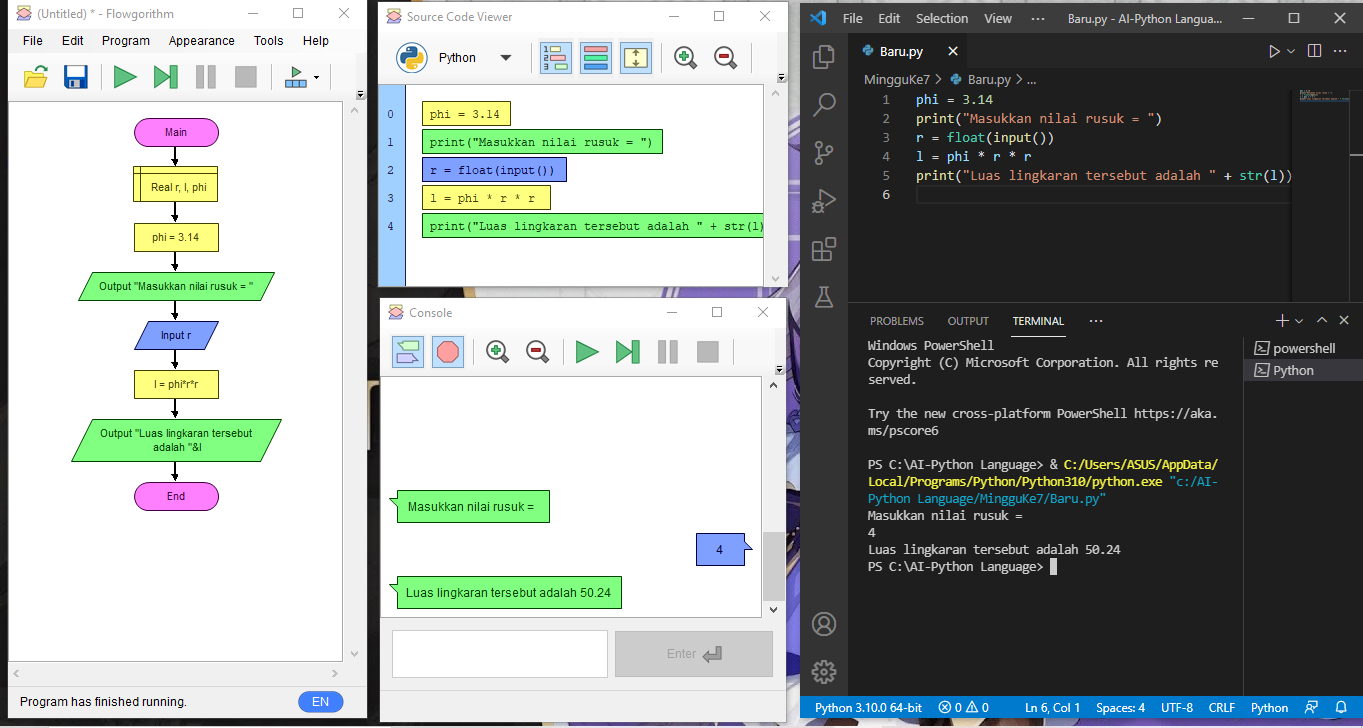 (Untitled) * - Flowgorithm
File Edit Program Appearance Tools Help
Main
Real r, l, phi
phi = 3.14
Output "Masukkan nilai rusuk = "
Input r
l = phi*r*r
Output "Luas lingkaran tersebut
adalah "&l
End
Program has finished running.
EN
Source Code Viewer
Python
0 phi = 3.14
1 print("Masukkan nilai rusuk = ")
2 r = float(input())
3 l = phi * r * r
4 print("Luas lingkaran tersebut adalah " + str(l)
Console
Masukkan nilai rusuk =
4
Luas lingkaran tersebut adalah 50.24
Enter
File Edit Selection View ··· Baru.py - AI-Python Langua...
Baru.py
MingguKe7 > Baru.py > ...
1 phi = 3.14
2 print("Masukkan nilai rusuk = ")
3 r = float(input())
4 l = phi * r * r
5 print("Luas lingkaran tersebut adalah " + str(l))
6
PROBLEMS OUTPUT TERMINAL ···
Windows PowerShell
Copyright (C) Microsoft Corporation. All rights re
served.
Try the new cross-platform PowerShell https://aka.
ms/pscore6
PS C:\AI-Python Language> & C:/Users/ASUS/AppData/
Local/Programs/Python/Python310/python.exe "c:/AI-
Python Language/MingguKe7/Baru.py"
Masukkan nilai rusuk =
4
Luas lingkaran tersebut adalah 50.24
PS C:\AI-Python Language>
powershell
Python
Python 3.10.0 64-bit 0 0 Ln 6, Col 1 Spaces: 4 UTF-8 CRLF Python